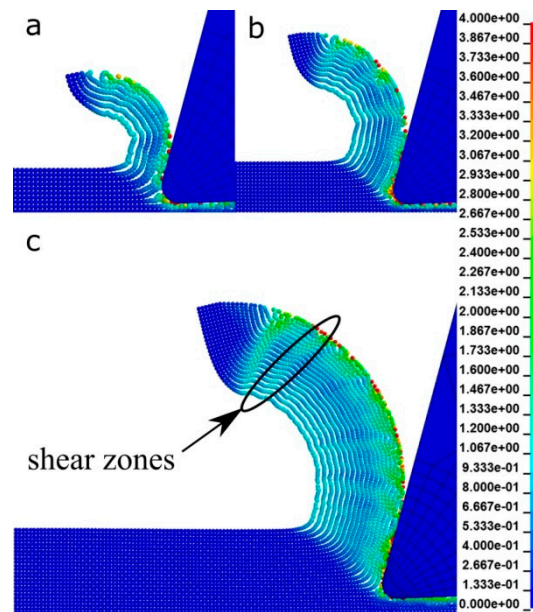 a
b
c
shear zones
4.000e+00
3.867e+00
3.733e+00
3.600e+00
3.467e+00
3.333e+00
3.200e+00
3.067e+00
2.933e+00
2.800e+00
2.667e+00
2.533e+00
2.400e+00
2.267e+00
2.133e+00
2.000e+00
1.867e+00
1.733e+00
1.600e+00
1.467e+00
1.333e+00
1.200e+00
1.067e+00
9.333e-01
8.000e-01
6.667e-01
5.333e-01
4.000e-01
2.667e-01
1.333e-01
0.000e+00